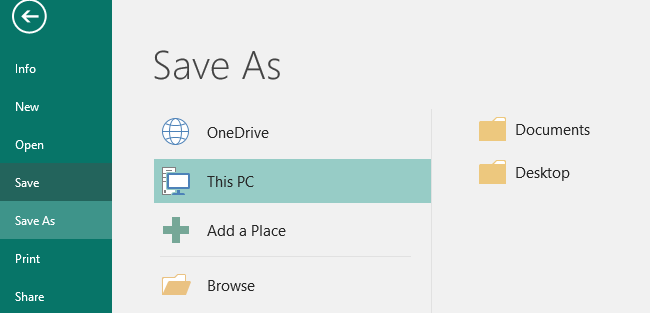 Info
New
Open
Save
Save As
Print
Share
Save As
OneDrive
This PC
Add a Place
Browse
Documents
Desktop